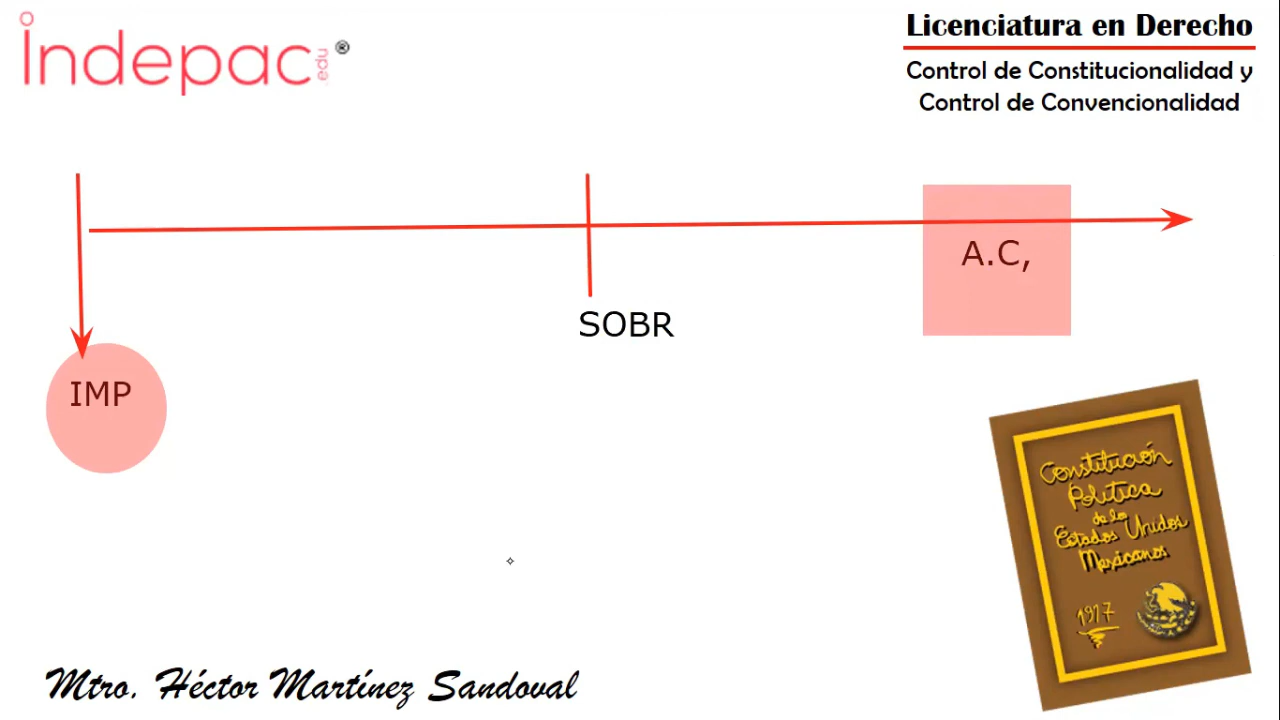 indepac
.edu
®
Licenciatura en Derecho
Control de Constitucionalidad y
Control de Convencionalidad
A.C,
SOBR
IMP
Constitución
Política
de los
Estados Unidos
Mexicanos
1917
Mtro. Héctor Martínez Sandoval